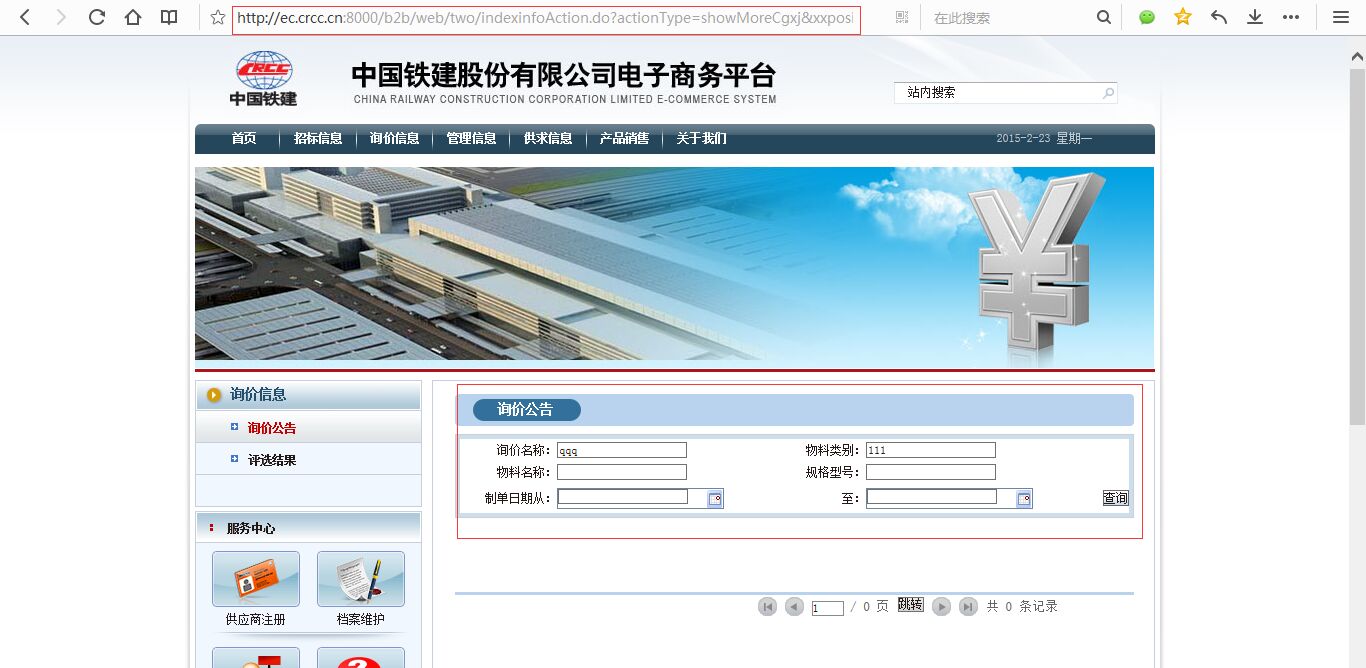 http://ec.crcc.cn:8000/b2b/web/two/indexinfoAction.do?actionType=showMoreCgxj&xxpos
在此搜索
CRCC
中国铁建
中国铁建股份有限公司电子商务平台
CHINA RAILWAY CONSTRUCTION CORPORATION LIMITED E-COMMERCE SYSTEM
站内搜索
首页 招标信息 询价信息 管理信息 供求信息 产品销售 关于我们 2015-2-23 星期一
询价信息
询价公告
评选结果
服务中心
供应商注册 档案维护
询价公告
询价名称: qqq 物料类别: 111
物料名称: 规格型号:
制单日期从: 至: 查询
1 / 0 页 跳转 共 0 条记录